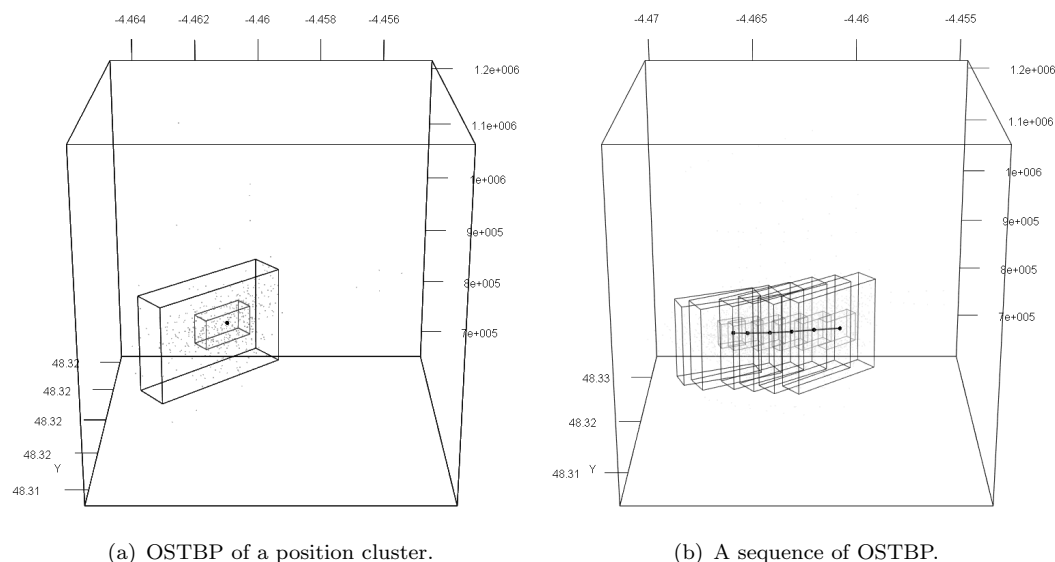 -4.464 -4.462 -4.46 -4.458 -4.456
1.2e+006
1.1e+006
1e+006
9e+005
8e+005
7e+005
48.32
48.32
48.32
48.32
Y
48.31
(a) OSTBP of a position cluster.
-4.47 -4.465 -4.46 -4.455
1.2e+006
1.1e+006
1e+006
9e+005
8e+005
7e+005
48.33
48.32
Y
48.31
(b) A sequence of OSTBP.